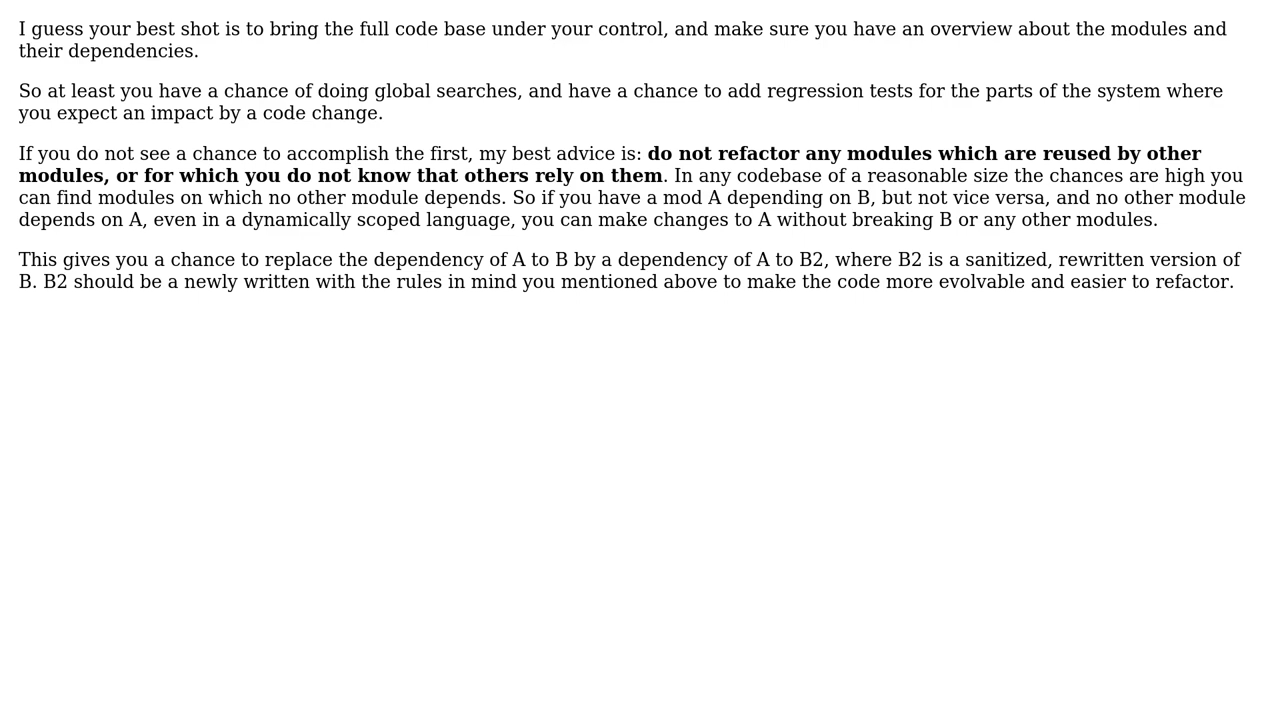 I guess your best shot is to bring the full code base under your control, and make sure you have an overview about the modules and
their dependencies.
So at least you have a chance of doing global searches, and have a chance to add regression tests for the parts of the system where
you expect an impact by a code change.
If you do not see a chance to accomplish the first, my best advice is: do not refactor any modules which are reused by other
modules, or for which you do not know that others rely on them. In any codebase of a reasonable size the chances are high you
can find modules on which no other module depends. So if you have a mod A depending on B, but not vice versa, and no other module
depends on A, even in a dynamically scoped language, you can make changes to A without breaking B or any other modules.
This gives you a chance to replace the dependency of A to B by a dependency of A to B2, where B2 is a sanitized, rewritten version of
B. B2 should be a newly written with the rules in mind you mentioned above to make the code more evolvable and easier to refactor.